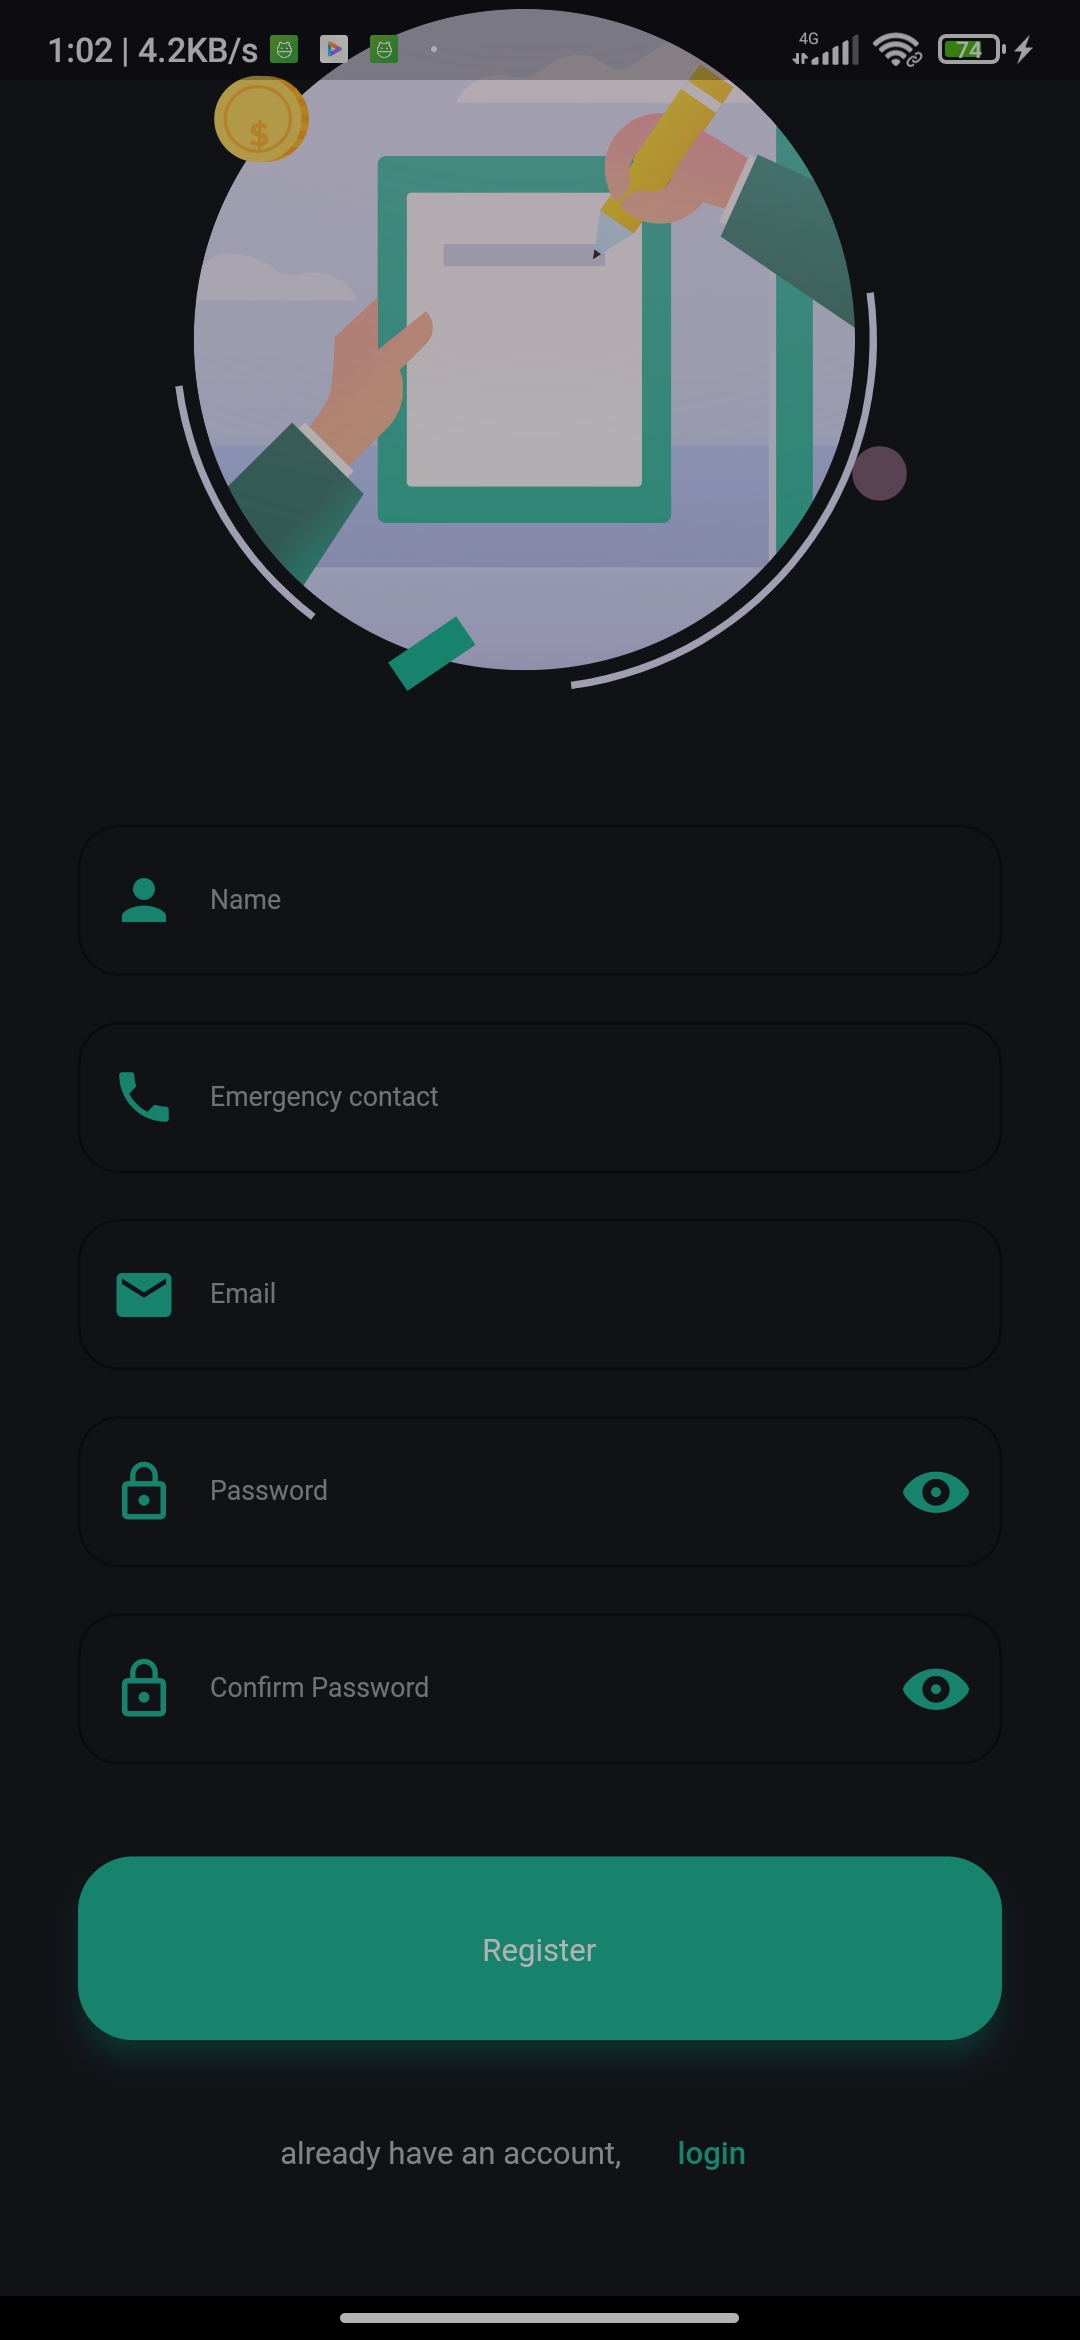 1:02 | 4.2KB/s 4G 74
$
Name
Emergency contact
Email
Password
Confirm Password
Register
already have an account, login